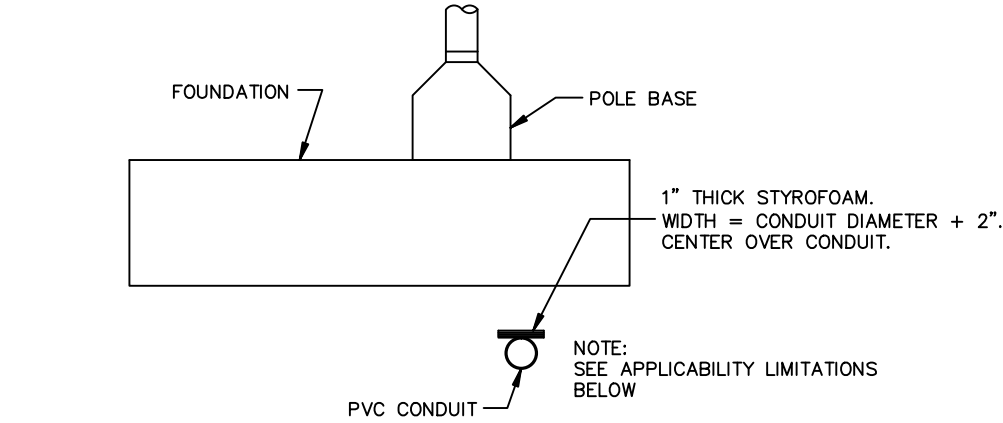 FOUNDATION
POLE BASE
1" THICK STYROFOAM.
WIDTH = CONDUIT DIAMETER + 2".
CENTER OVER CONDUIT.
NOTE:
SEE APPLICABILITY LIMITATIONS
BELOW
PVC CONDUIT